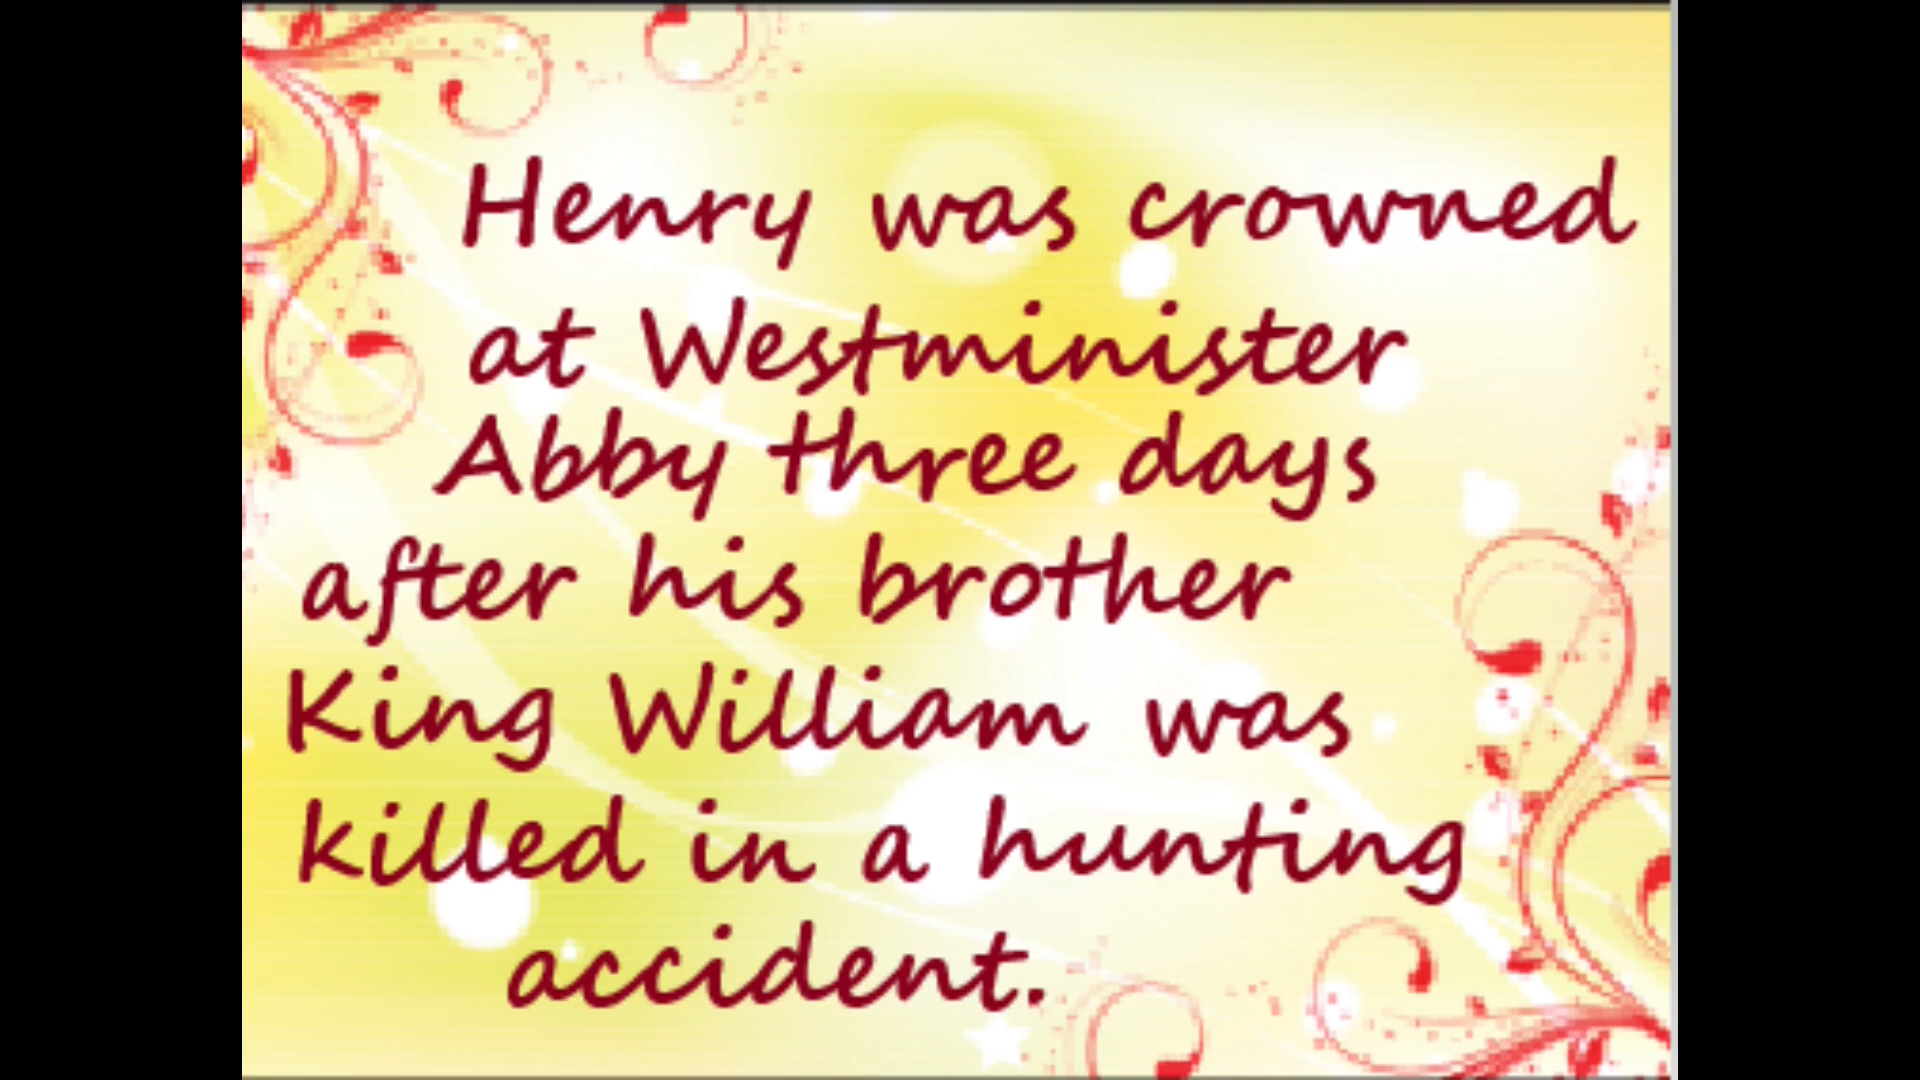 Henry was crowned
at Westminister
Abby three days
after his brother
King William was
killed in a hunting
accident.